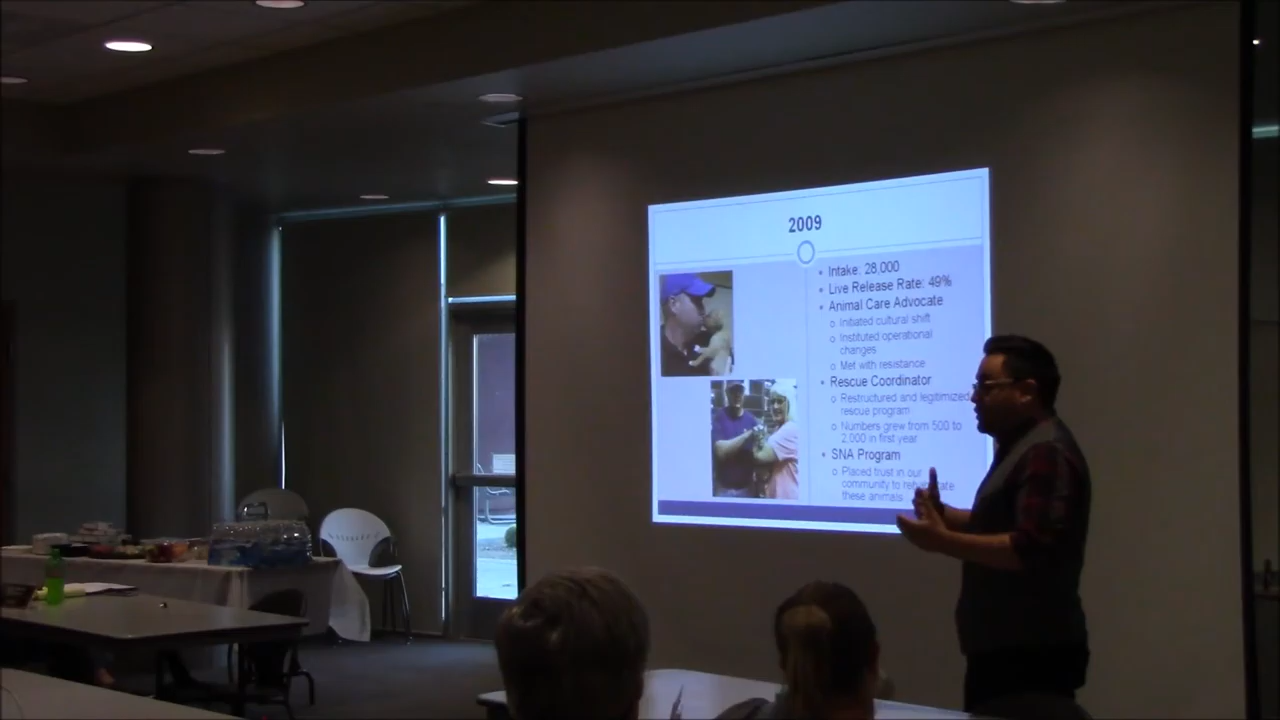 2009
Intake: 28,000
Live Release Rate: 49%
Animal Care Advocate
Initiated cultural shift
Instituted operational
changes
Met with resistance
Rescue Coordinator
Restructured and legitimized
rescue program
Numbers grew from 500 to
2,000 in first year
SNA Program
Placed trust in our
community to rehabilitate
these animals